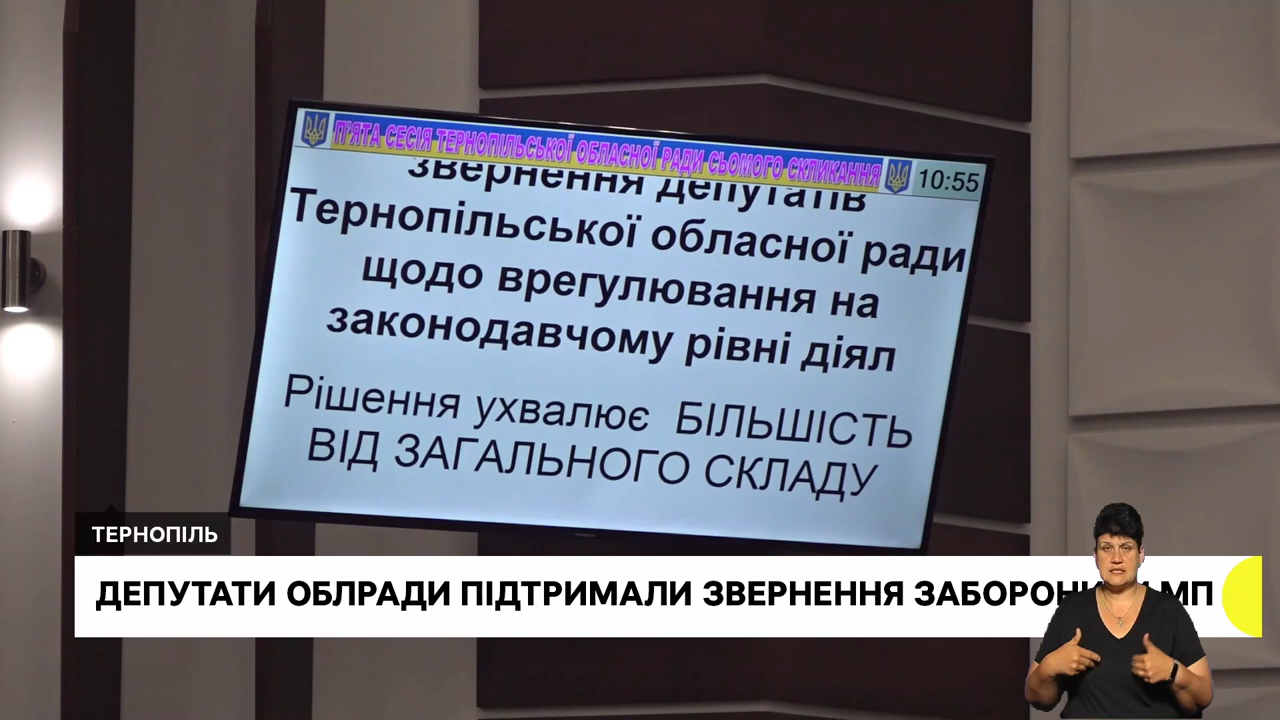 П'ЯТА СЕСІЯ ТЕРНОПІЛЬСЬКОЇ ОБЛАСНОЇ РАДИ СЬОМОГО СКЛИКАННЯ
10:55
звернення депутатів
Тернопільської обласної ради
щодо врегулювання на
законодавчому рівні діял
Рішення ухвалює БІЛЬШІСТЬ
ВІД ЗАГАЛЬНОГО СКЛАДУ
ТЕРНОПІЛЬ
ДЕПУТАТИ ОБЛРАДИ ПІДТРИМАЛИ ЗВЕРНЕННЯ МП